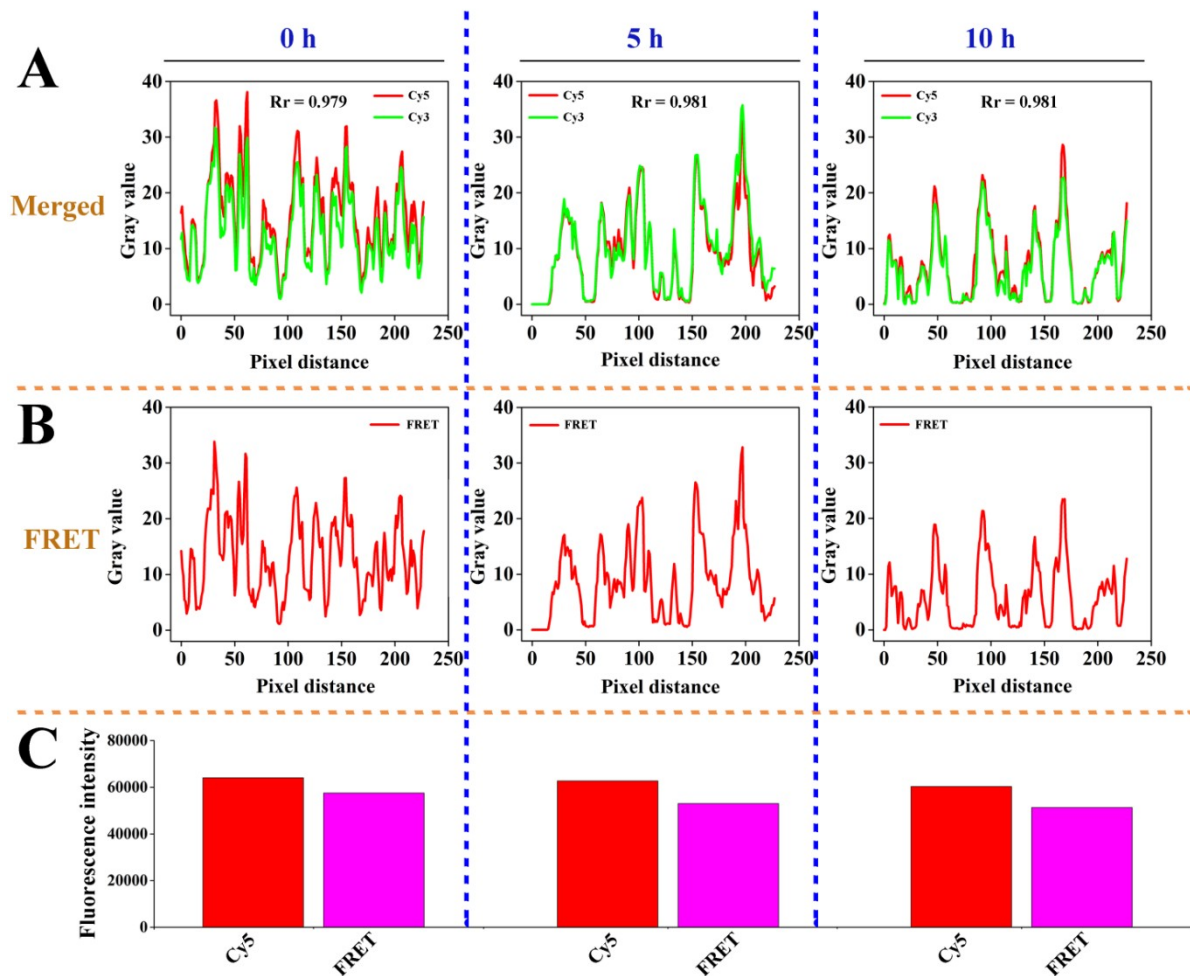 0 h
5 h
10 h
A
Merged
Gray value
40
30
20
10
0
Rr = 0.979
Cy5
Cy3
0
50
100
150
200
250
Pixel distance
Gray value
40
30
20
10
0
Cy5
Cy3
Rr = 0.981
0
50
100
150
200
250
Pixel distance
Gray value
40
30
20
10
0
Rr = 0.981
Cy5
Cy3
0
50
100
150
200
250
Pixel distance
B
FRET
Gray value
40
30
20
10
0
FRET
0
50
100
150
200
250
Pixel distance
Gray value
40
30
20
10
0
FRET
0
50
100
150
200
250
Pixel distance
Gray value
40
30
20
10
0
FRET
0
50
100
150
200
250
Pixel distance
C
Fluorescence intensity
80000
60000
40000
20000
0
Cy5
FRET
Cy5
FRET
Cy5
FRET